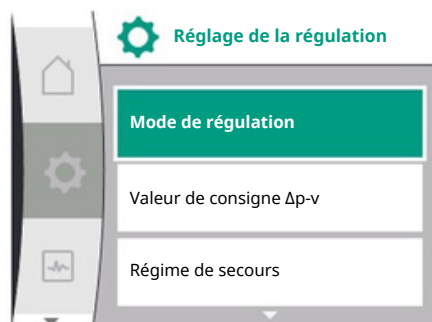 Réglage de la régulation
Mode de régulation
Valeur de consigne Δp-v
Régime de secours